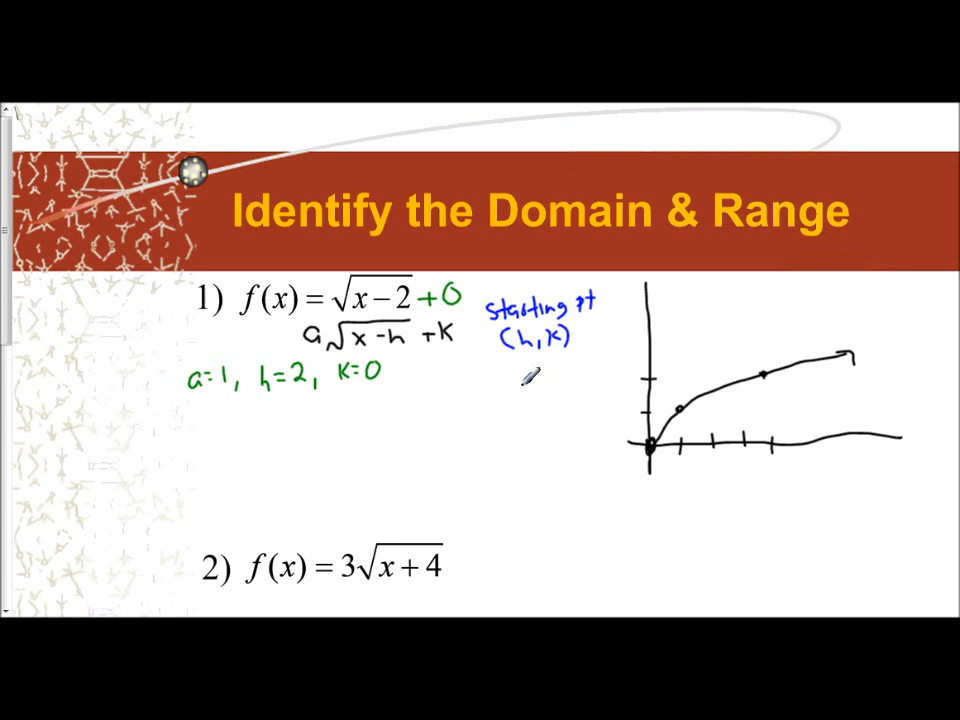 Identify the Domain & Range
1) f(x) = √x − 2 + 0
a√x - h + k
starting pt
(h, k)
a = 1, h = 2, k = 0
2) f(x) = 3√x + 4